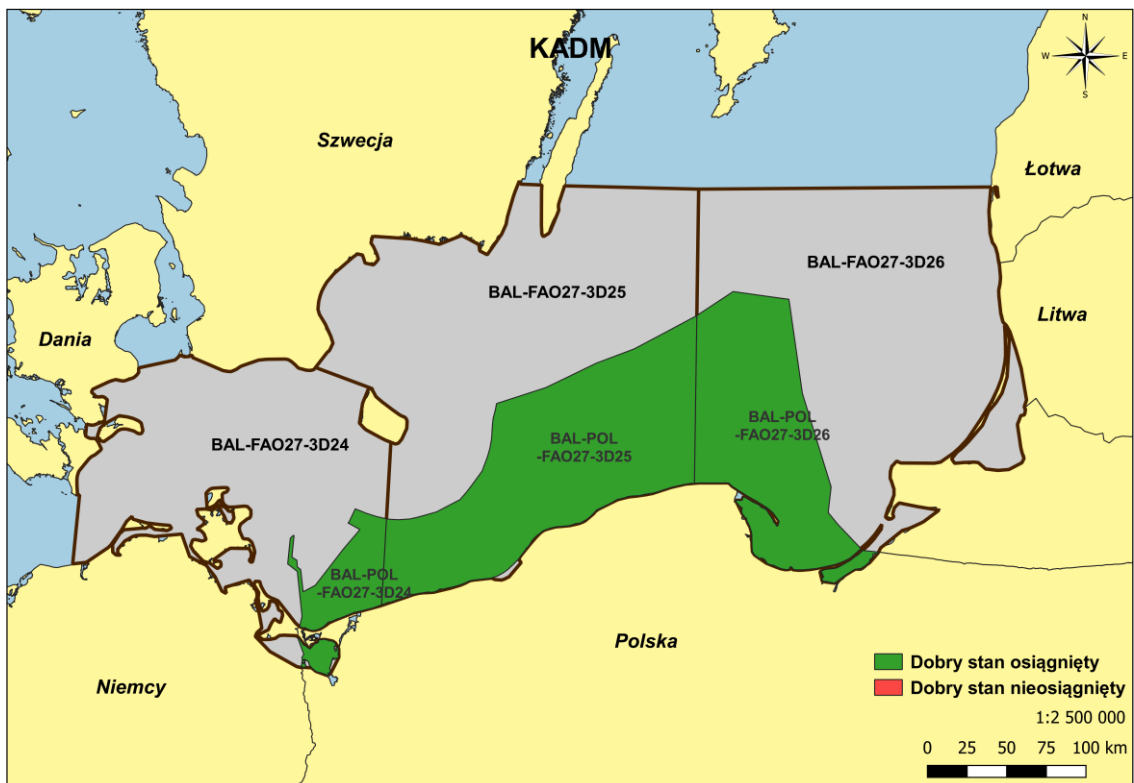 KADM
N
W E
S
Szwecja
Łotwa
BAL-FAO27-3D26
BAL-FAO27-3D25
Litwa
Dania
BAL-POL
-FAO27-3D26
BAL-POL
-FAO27-3D25
BAL-FAO27-3D24
BAL-POL
-FAO27-3D24
Polska
Niemcy
Dobry stan osiągnięty
Dobry stan nieosiągnięty
1:2 500 000
0 25 50 75 100 km